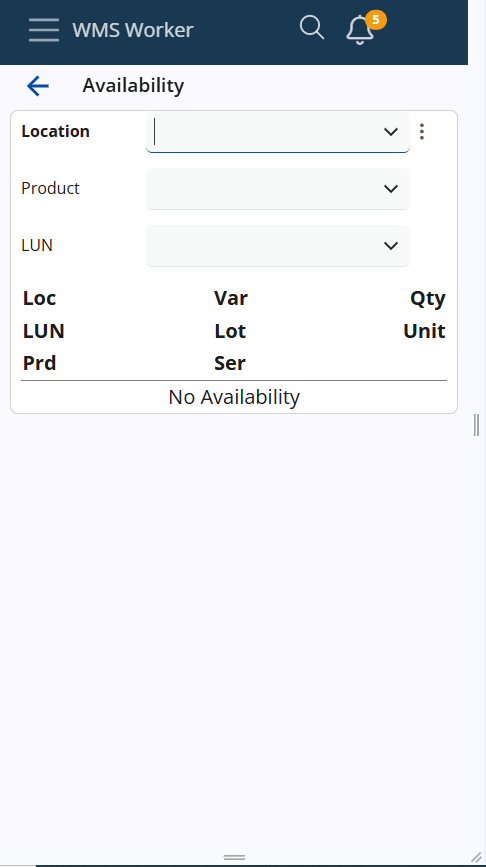 WMS Worker 5
Availability
Location
Product
LUN
Loc Var Qty
LUN Lot Unit
Prd Ser
No Availability